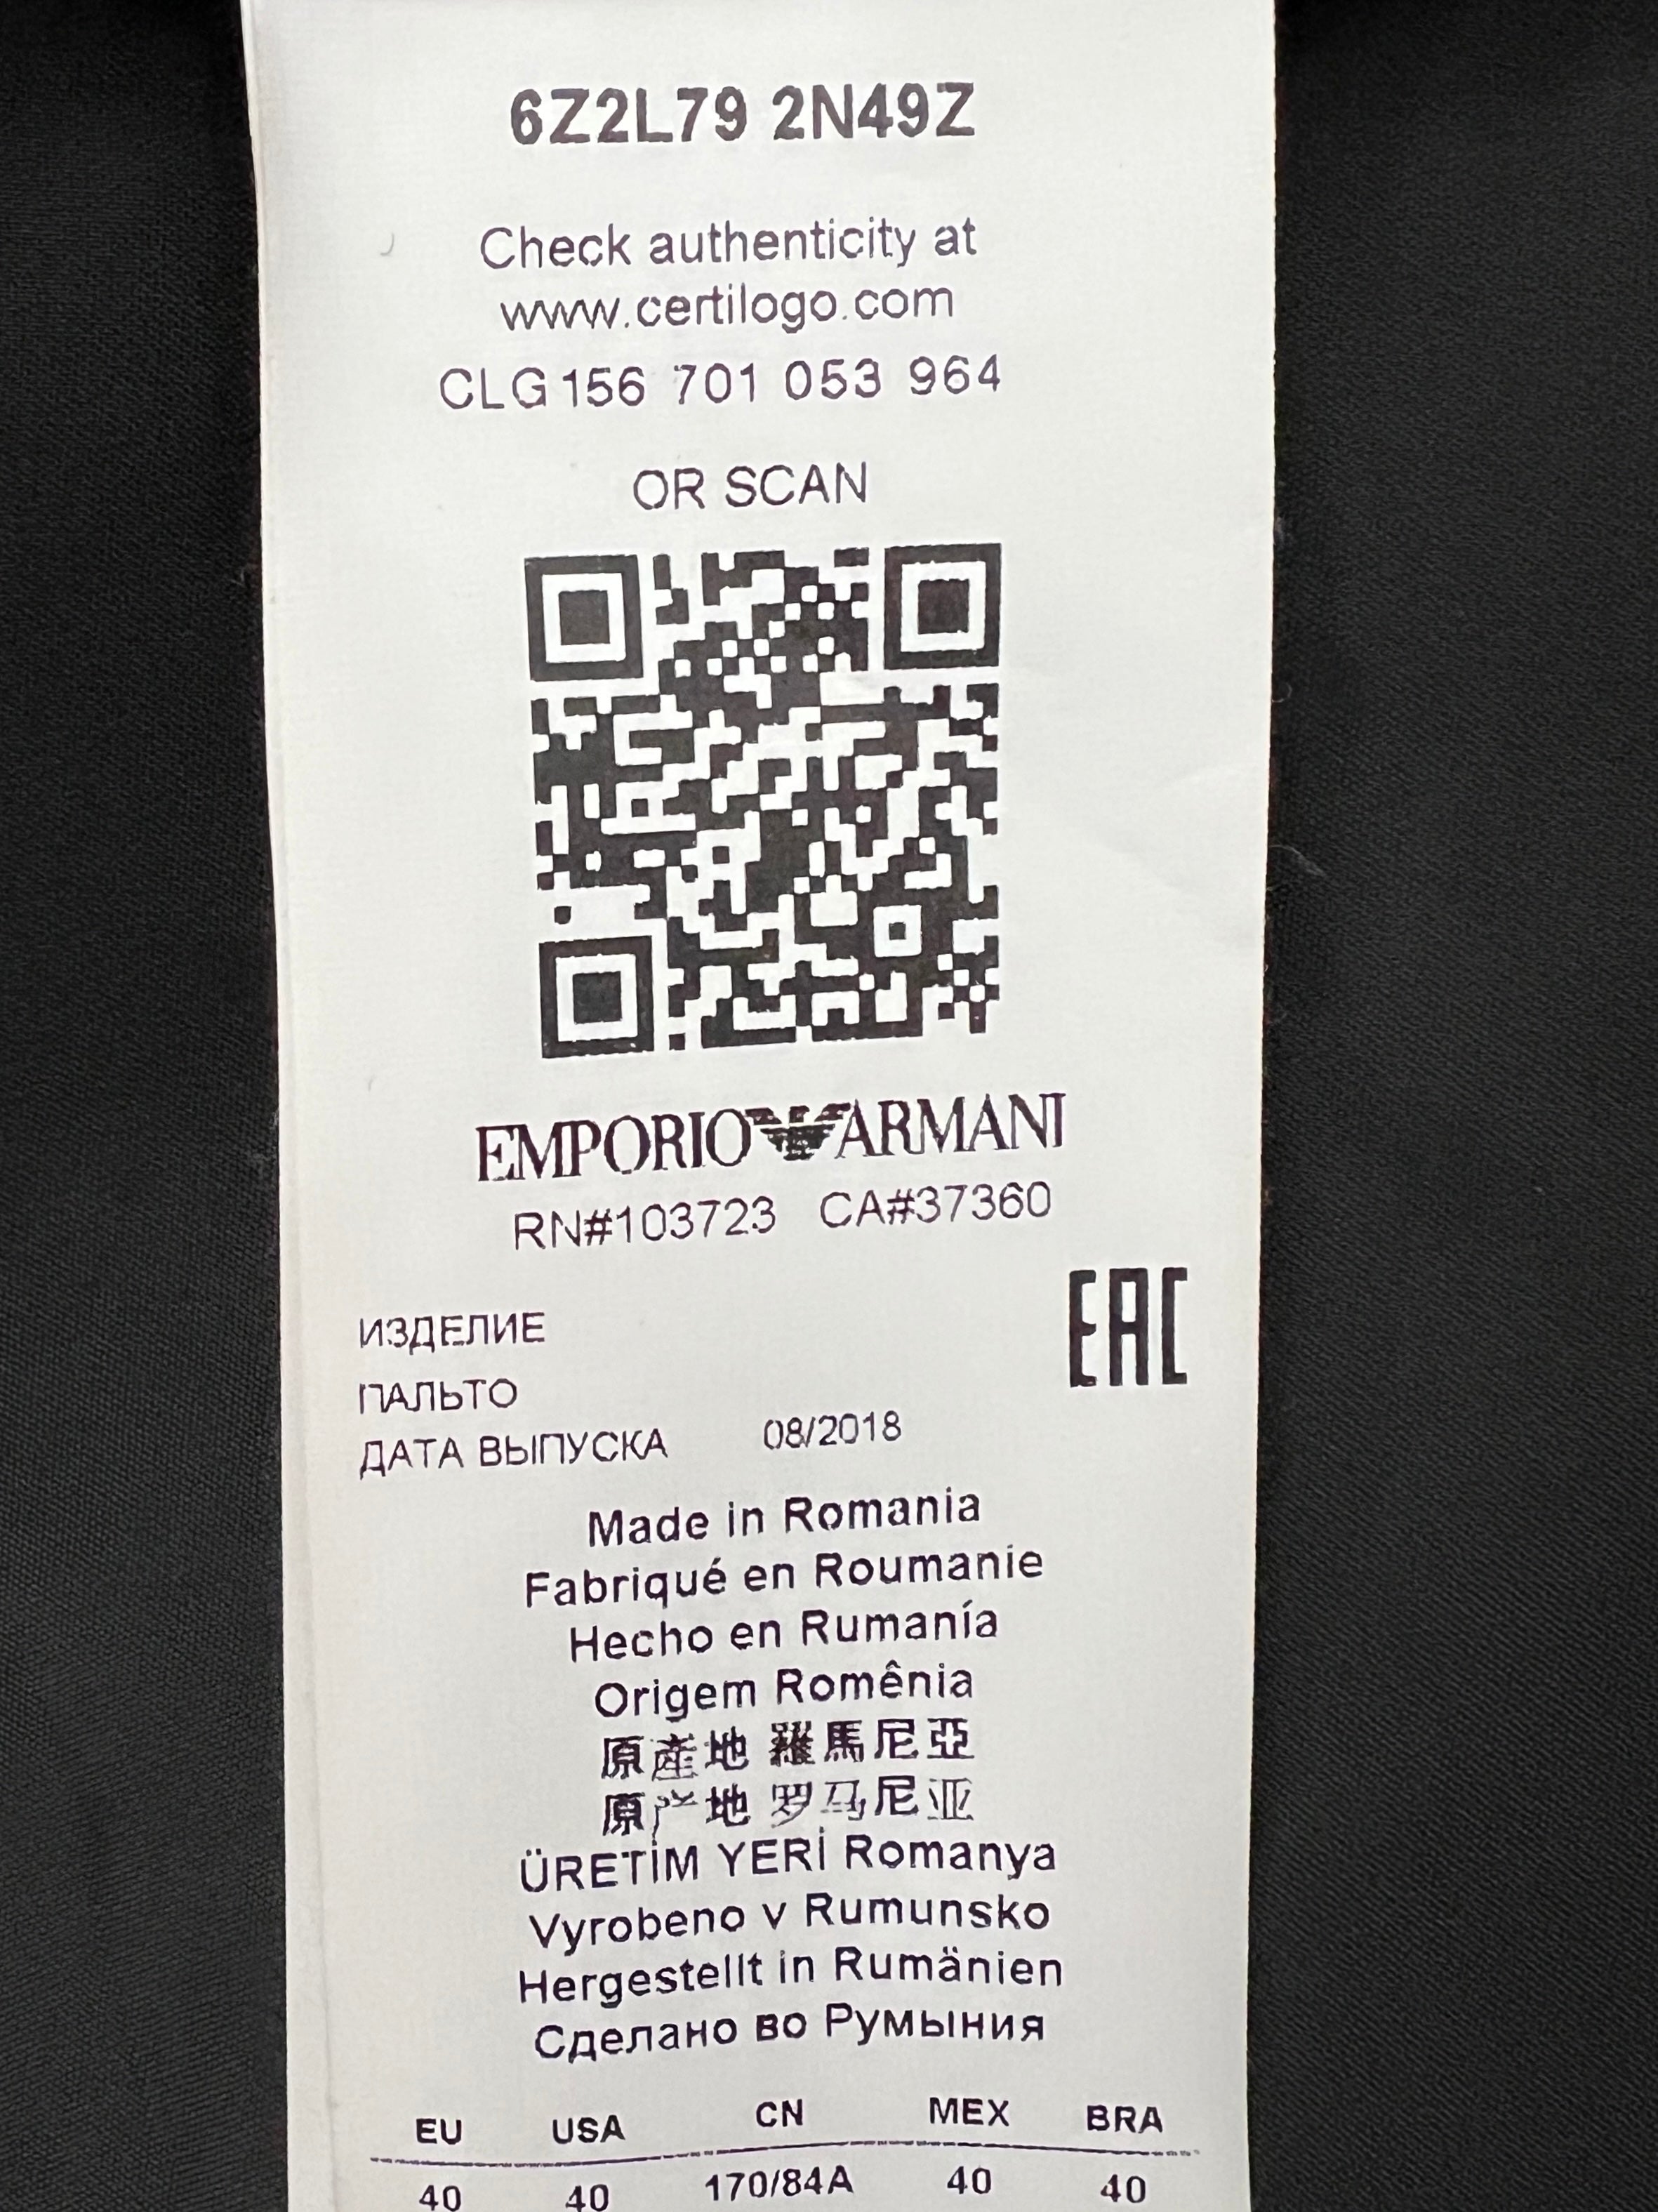 6Z2L79 2N49Z
Check authenticity at
www.certilogo.com
CLG 156 701 053 964
OR SCAN
EMPORIO ARMANI
RN#103723 CA#37360
EAC
ИЗДЕЛИЕ
ПАЛЬТО
ДАТА ВЫПУСКА 08/2018
Made in Romania
Fabriqué en Roumanie
Hecho en Rumanía
Origem Romênia
原產地 羅馬尼亞
原产地 罗马尼亚
ÜRETİM YERİ Romanya
Vyrobeno v Rumunsko
Hergestellt in Rumänien
Сделано во Румыния
EU USA CN MEX BRA
40 40 170/84A 40 40